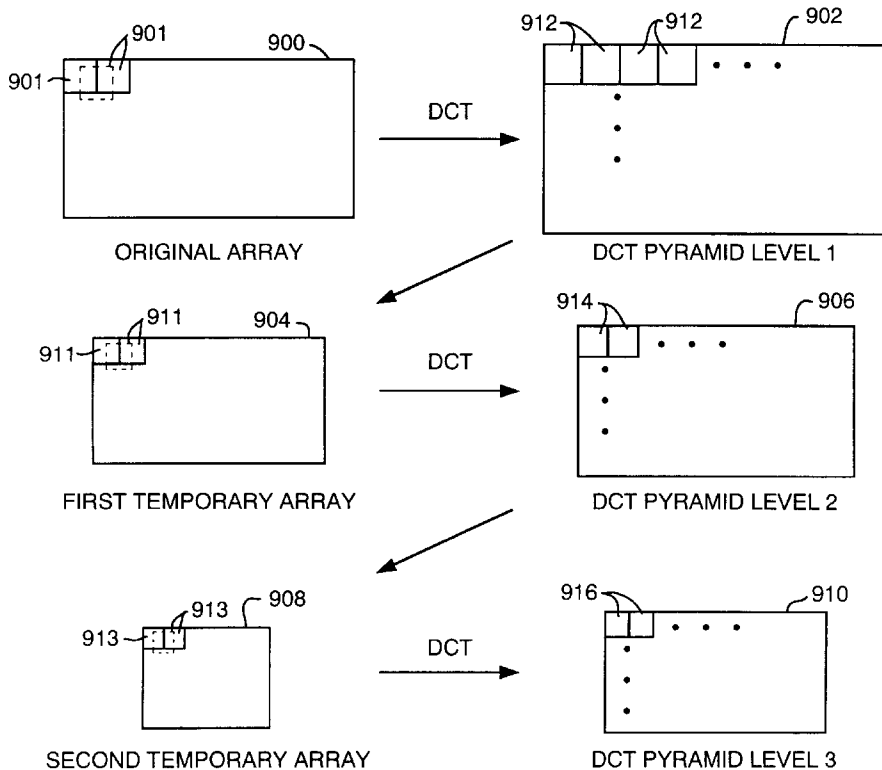 901 900
901
912 912 902
DCT
ORIGINAL ARRAY
DCT PYRAMID LEVEL 1
911 904
911
914 906
DCT
FIRST TEMPORARY ARRAY
DCT PYRAMID LEVEL 2
913 908
913
916 910
DCT
SECOND TEMPORARY ARRAY
DCT PYRAMID LEVEL 3